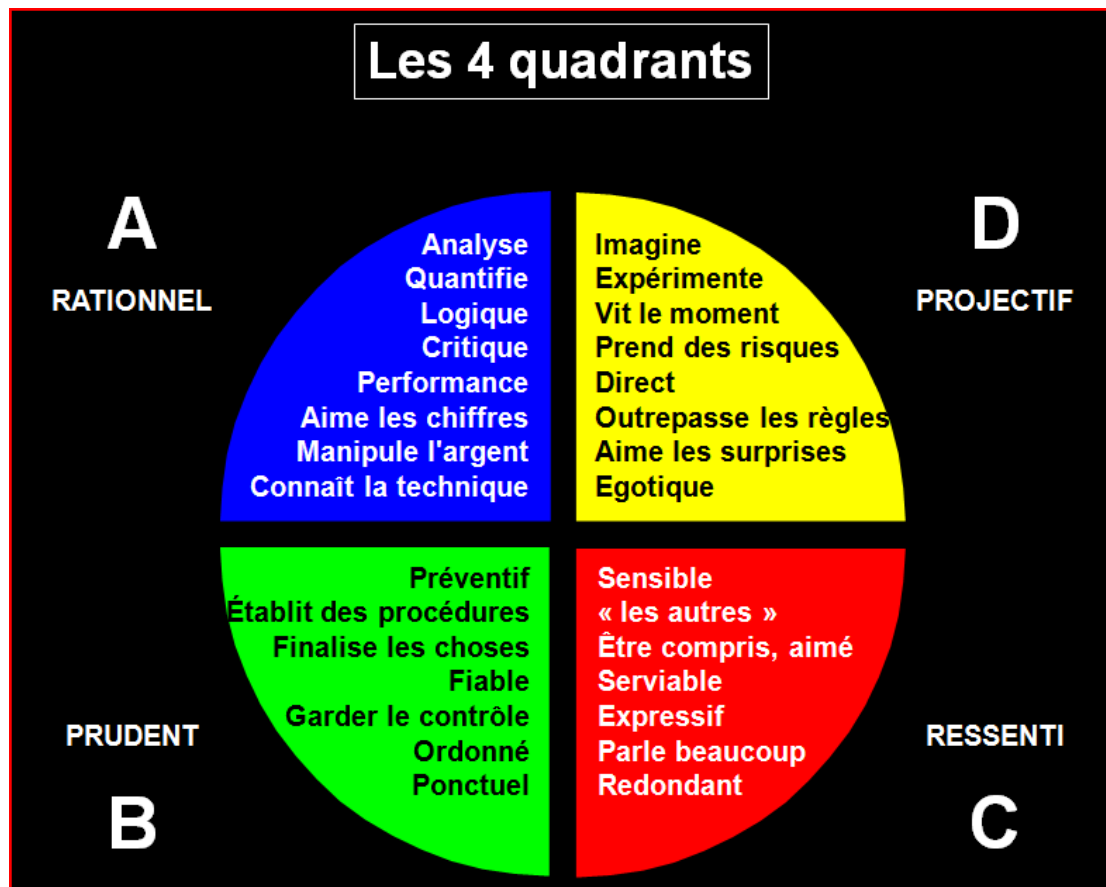 Les 4 quadrants
A
RATIONNEL
Analyse
Quantifie
Logique
Critique
Performance
Aime les chiffres
Manipule l'argent
Connaît la technique
D
PROJECTIF
Imagine
Expérimente
Vit le moment
Prend des risques
Direct
Outrepasse les règles
Aime les surprises
Egotique
Préventif
Établit des procédures
Finalise les choses
Fiable
Garder le contrôle
Ordonné
Ponctuel
PRUDENT
B
Sensible
« les autres »
Être compris, aimé
Serviable
Expressif
Parle beaucoup
Redondant
RESSENTI
C